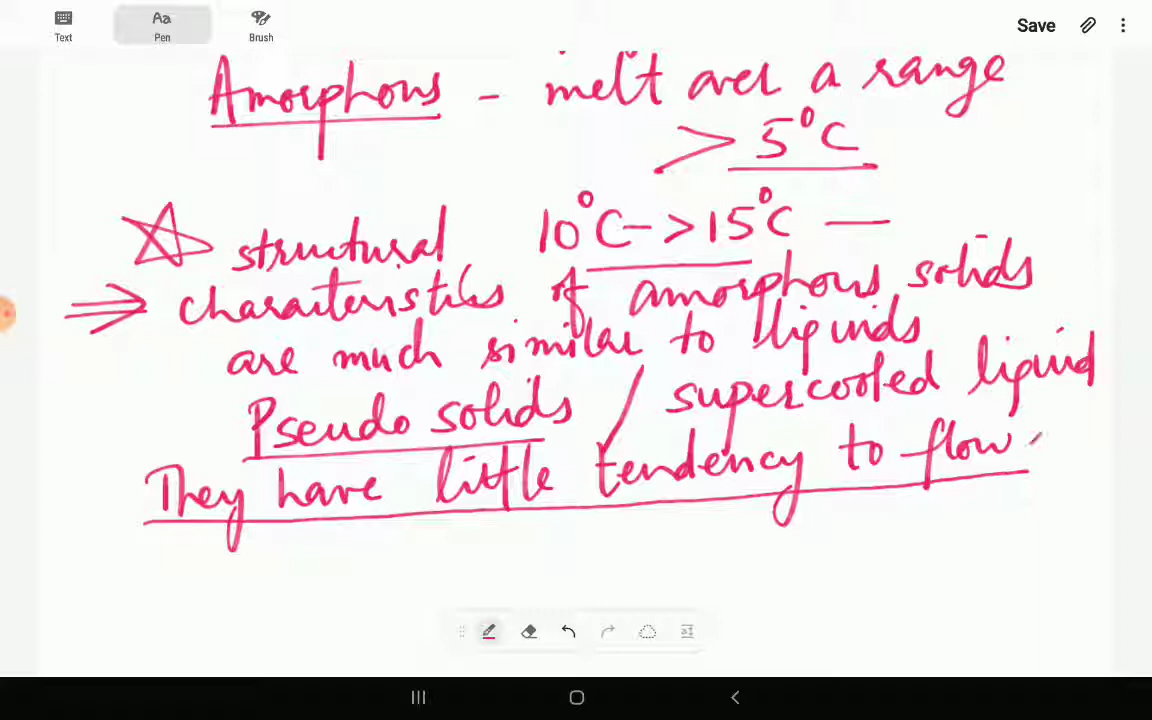 Text
Aa
Pen
Brush
Save
Amorphous - melt over a range
> 5°C
10°C -> 15°C —
☆ structural
⇒ characteristics of amorphous solids
are much similar to liquids
Pseudo solids / supercooled liquid
They have little tendency to flow